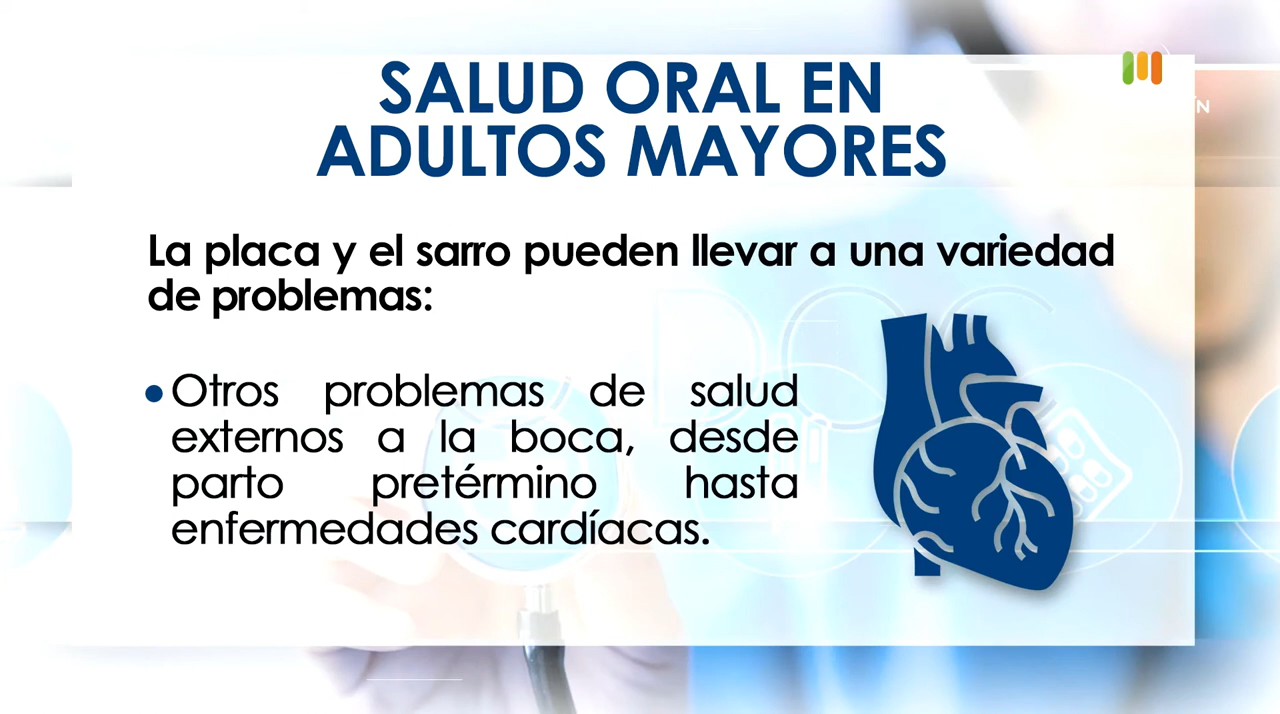 SALUD ORAL EN
ADULTOS MAYORES
La placa y el sarro pueden llevar a una variedad
de problemas:
• Otros problemas de salud
externos a la boca, desde
parto pretérmino hasta
enfermedades cardíacas.